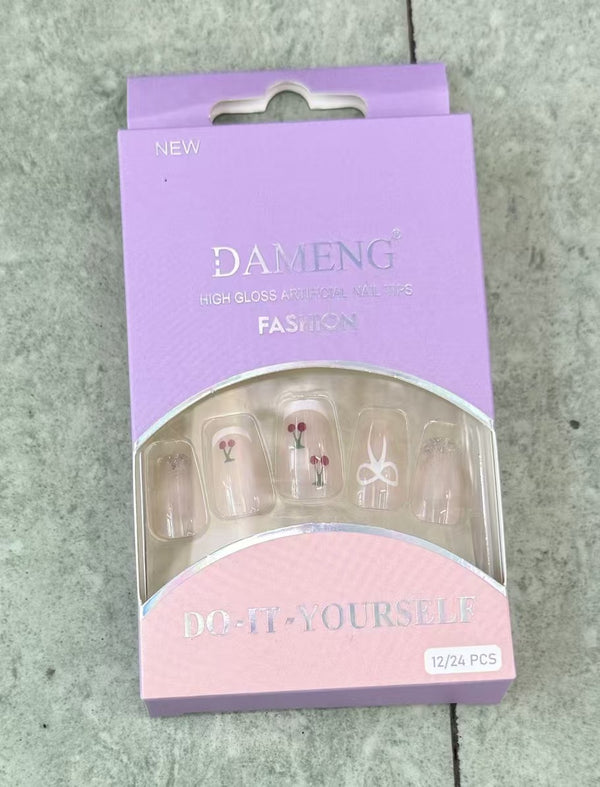 NEW
DAMENG®
HIGH GLOSS ARTIFICIAL NAIL TIPS
FASHION
DO-IT-YOURSELF
12/24 PCS